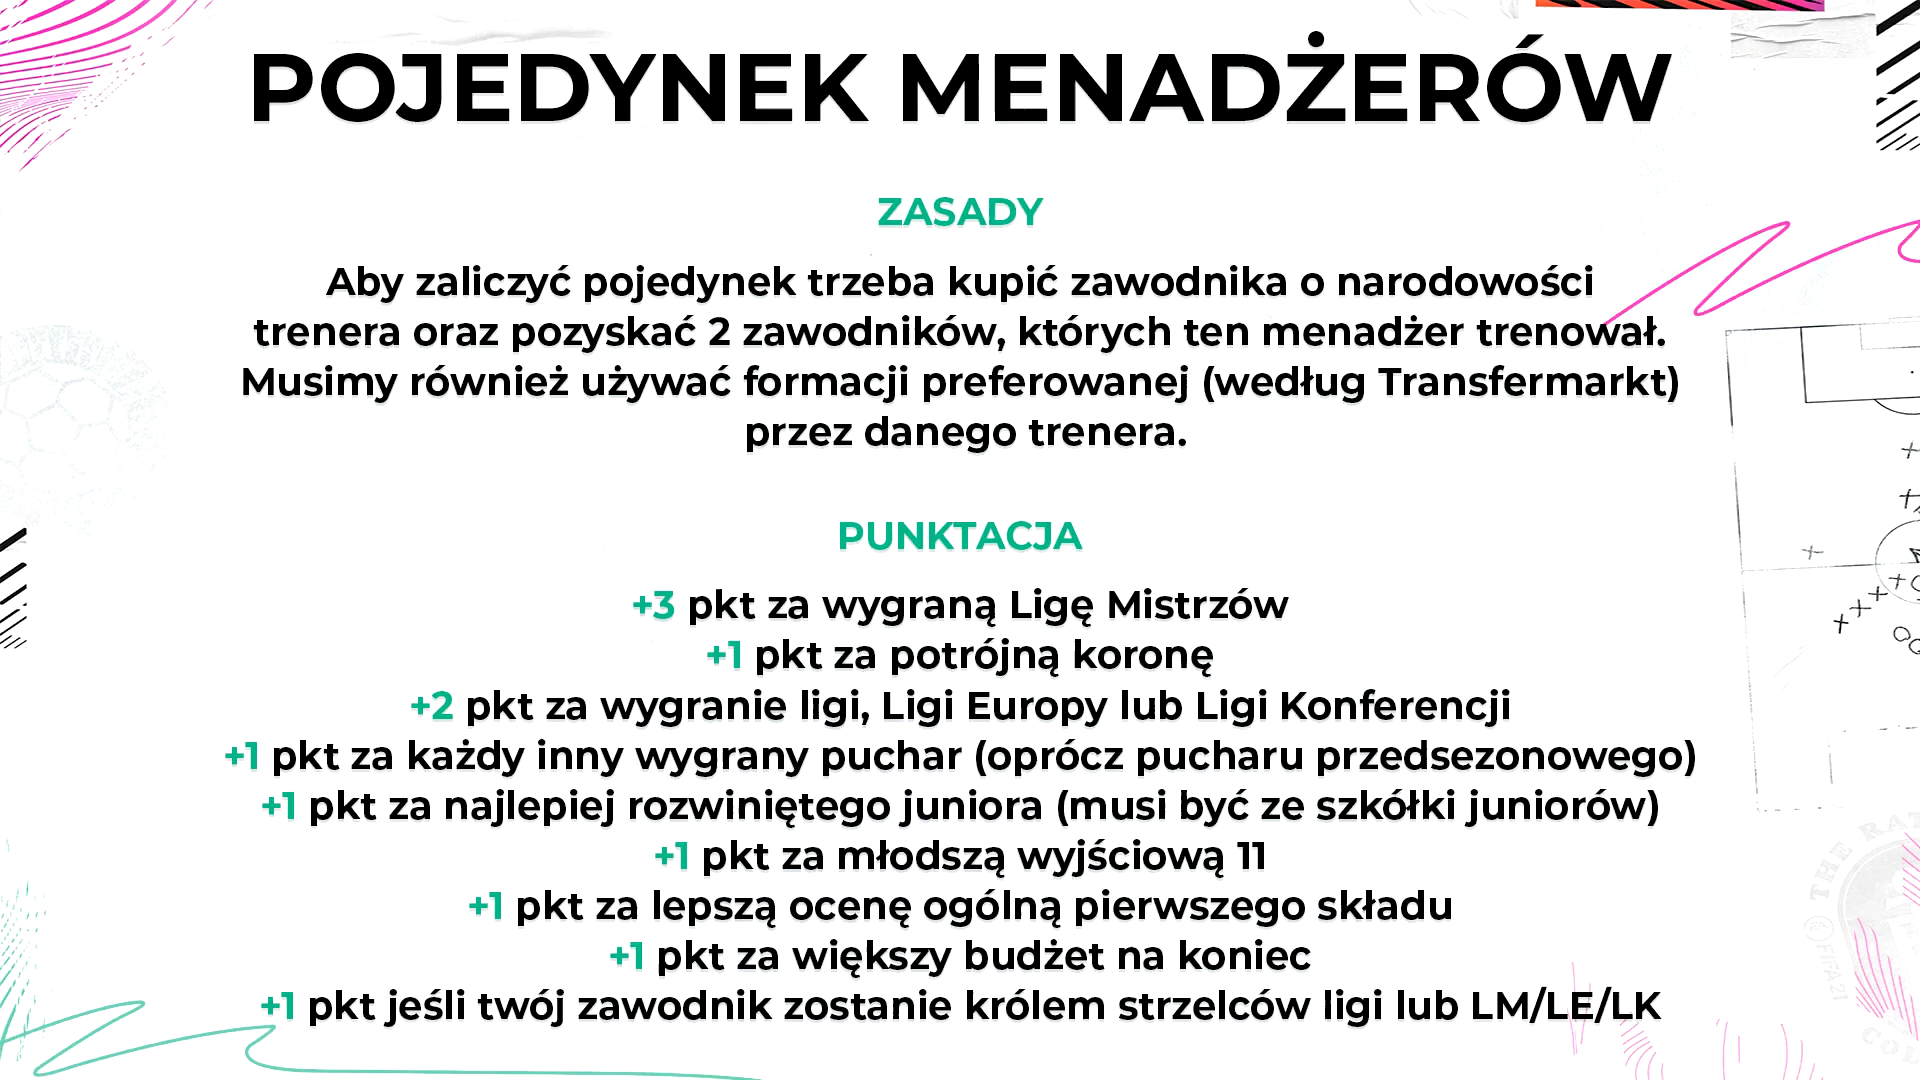 POJEDYNEK MENADŻERÓW
ZASADY
Aby zaliczyć pojedynek trzeba kupić zawodnika o narodowości
trenera oraz pozyskać 2 zawodników, których ten menadżer trenował.
Musimy również używać formacji preferowanej (według Transfermarkt)
przez danego trenera.
PUNKTACJA
+3 pkt za wygraną Ligę Mistrzów
+1 pkt za potrójną koronę
+2 pkt za wygranie ligi, Ligi Europy lub Ligi Konferencji
+1 pkt za każdy inny wygrany puchar (oprócz pucharu przedsezonowego)
+1 pkt za najlepiej rozwiniętego juniora (musi być ze szkółki juniorów)
+1 pkt za młodszą wyjściową 11
+1 pkt za lepszą ocenę ogólną pierwszego składu
+1 pkt za większy budżet na koniec
+1 pkt jeśli twój zawodnik zostanie królem strzelców ligi lub LM/LE/LK
THE
FIFA21